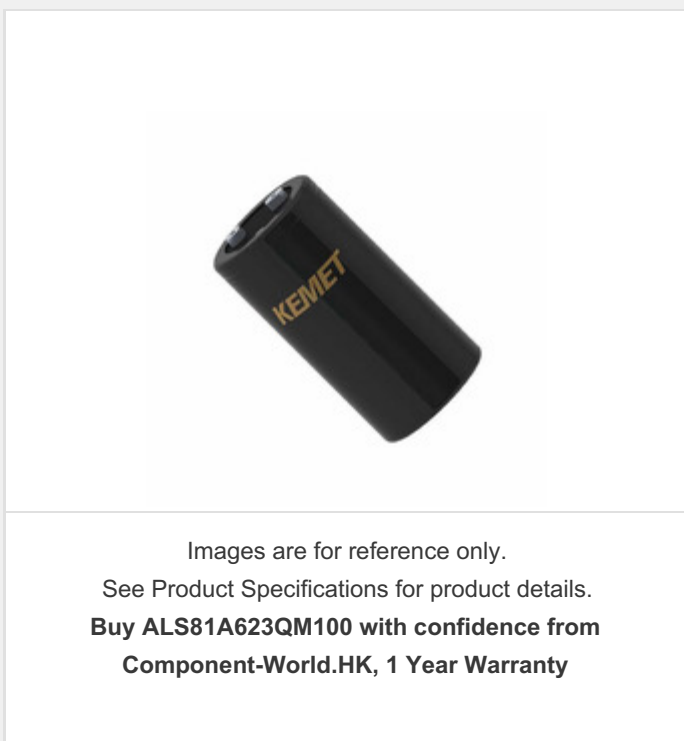 KEMET
Images are for reference only.
See Product Specifications for product details.
Buy ALS81A623QM100 with confidence from
Component-World.HK, 1 Year Warranty